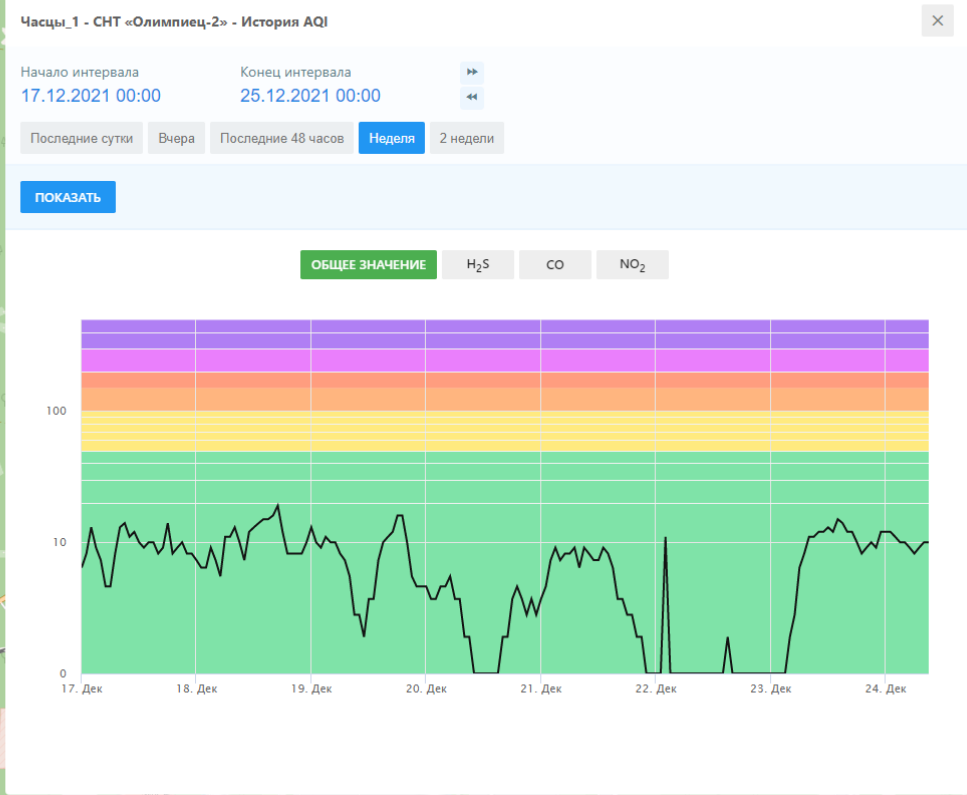 Часцы_1 - СНТ «Олимпиец-2» - История AQI
Начало интервала
Конец интервала
17.12.2021 00:00
25.12.2021 00:00
Последние сутки
Вчера
Последние 48 часов
Неделя
2 недели
ПОКАЗАТЬ
ОБЩЕЕ ЗНАЧЕНИЕ
H₂S
CO
NO₂
100
10
0
17. Дек
18. Дек
19. Дек
20. Дек
21. Дек
22. Дек
23. Дек
24. Дек